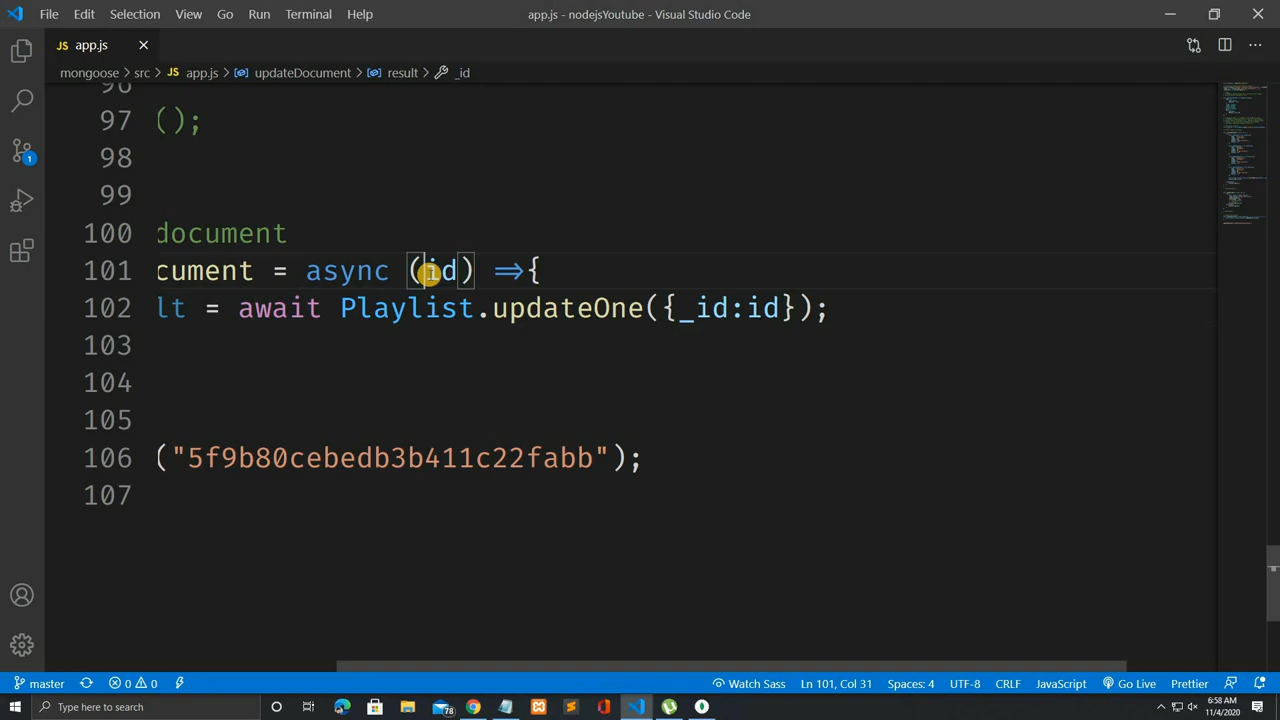 File Edit Selection View Go Run Terminal Help
app.js - nodejsYoutube - Visual Studio Code
JS app.js
mongoose > src > JS app.js > updateDocument > result > _id
96
97 ();
98
99
100 document
101 cument = async (id) =>{
102 lt = await Playlist.updateOne({_id:id});
103
104
105
106 ("5f9b80cebedb3b411c22fabb");
107
1
master 0 0 Watch Sass Ln 101, Col 31 Spaces: 4 UTF-8 CRLF JavaScript Go Live Prettier
Type here to search
78
6:58 AM
11/4/2020